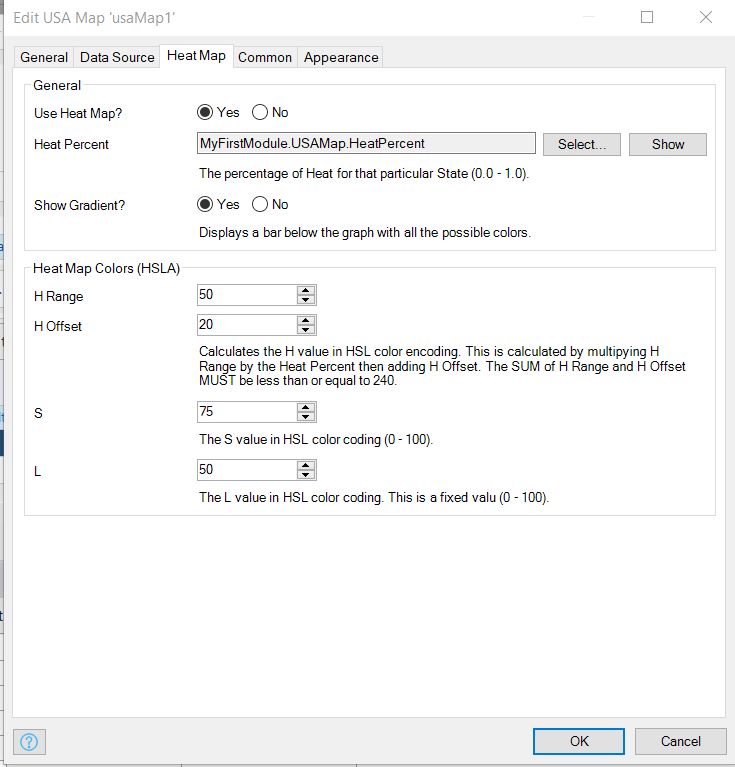 Edit USA Map 'usaMap1'
General Data Source Heat Map Common Appearance
General
Use Heat Map? Yes No
Heat Percent MyFirstModule.USAMap.HeatPercent Select... Show
The percentage of Heat for that particular State (0.0 - 1.0).
Show Gradient? Yes No
Displays a bar below the graph with all the possible colors.
Heat Map Colors (HSLA)
H Range 50
H Offset 20
Calculates the H value in HSL color encoding. This is calculated by multipying H
Range by the Heat Percent then adding H Offset. The SUM of H Range and H Offset
MUST be less than or equal to 240.
S 75
The S value in HSL color coding (0 - 100).
L 50
The L value in HSL color coding. This is a fixed valu (0 - 100).
? OK Cancel